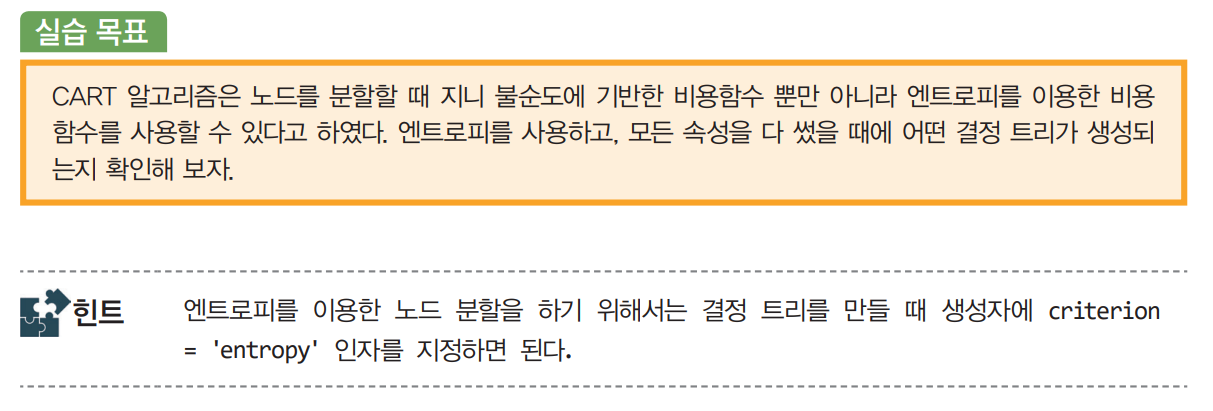 실습 목표
CART 알고리즘은 노드를 분할할 때 지니 불순도에 기반한 비용함수 뿐만 아니라 엔트로피를 이용한 비용
함수를 사용할 수 있다고 하였다. 엔트로피를 사용하고, 모든 속성을 다 썼을 때에 어떤 결정 트리가 생성되
는지 확인해 보자.
힌트
엔트로피를 이용한 노드 분할을 하기 위해서는 결정 트리를 만들 때 생성자에 criterion
= 'entropy' 인자를 지정하면 된다.